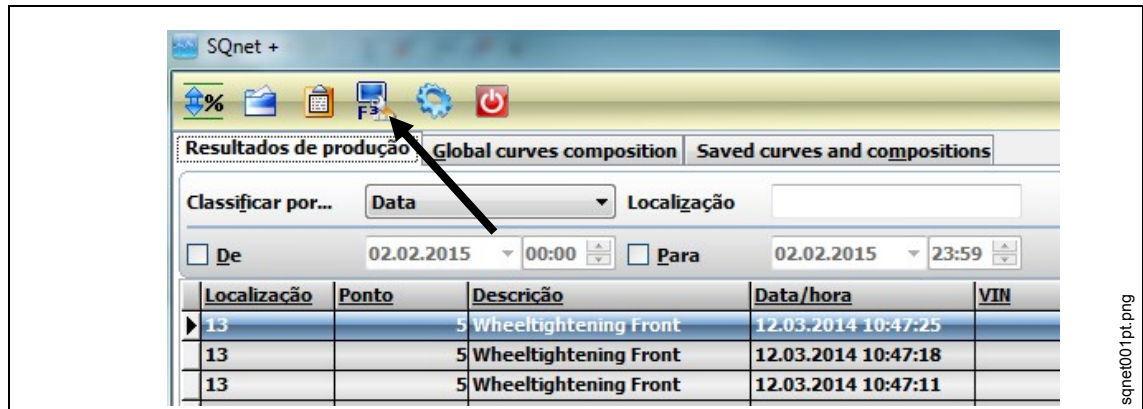 SQnet +
% F3
Resultados de produção Global curves composition Saved curves and compositions
Classificar por... Data Localização
De 02.02.2015 00:00 Para 02.02.2015 23:59
Localização Ponto Descrição Data/hora VIN
13 5 Wheeltightening Front 12.03.2014 10:47:25
13 5 Wheeltightening Front 12.03.2014 10:47:18
13 5 Wheeltightening Front 12.03.2014 10:47:11
sqnet001pt.png